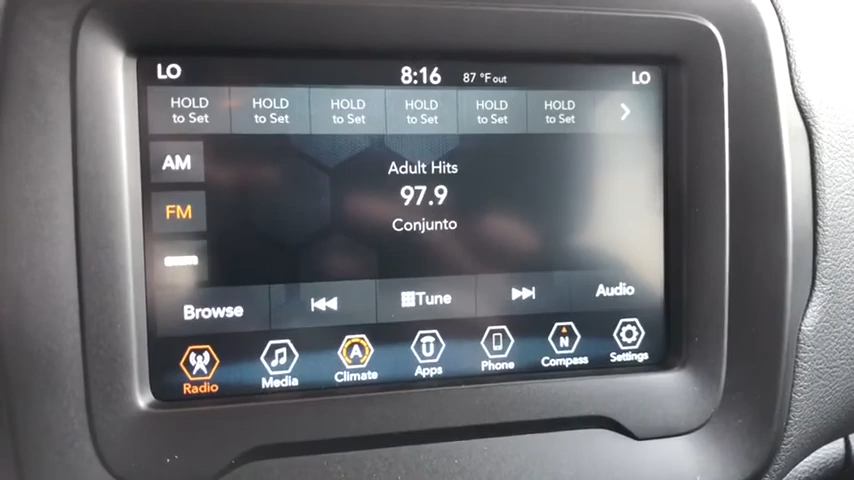 LO 8:16 87 °F out LO
HOLD to Set
HOLD to Set
HOLD to Set
HOLD to Set
HOLD to Set
HOLD to Set
AM
Adult Hits
97.9
FM
Conjunto
Browse
Tune
Audio
Radio
Media
A
Climate
Apps
Phone
N
Compass
Settings